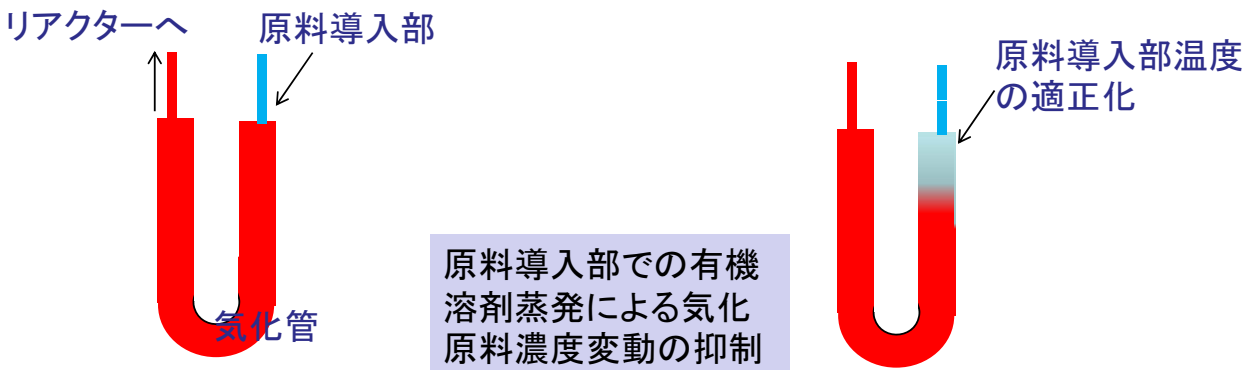 リアクターへ
原料導入部
原料導入部温度
の適正化
原料導入部での有機
溶剤蒸発による気化
原料濃度変動の抑制
気化管